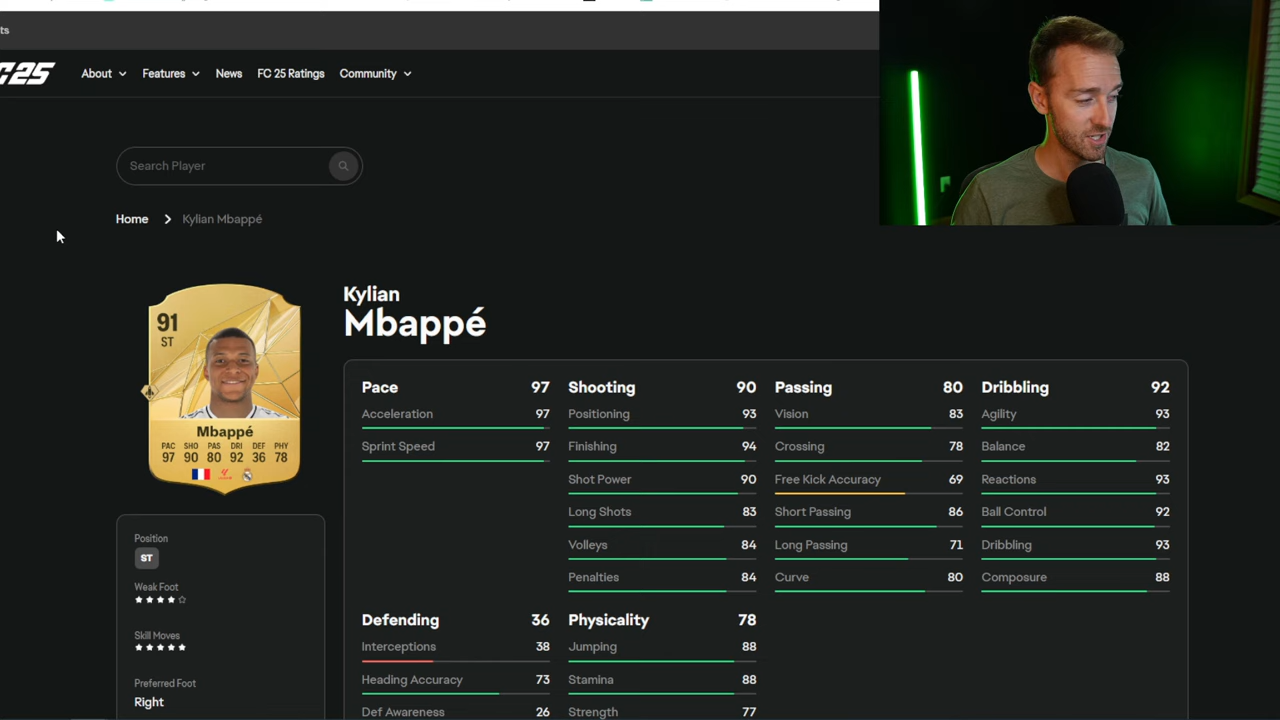 ts
C25
About
Features
News
FC 25 Ratings
Community
Search Player
Home
Kylian Mbappé
91
ST
Mbappé
PAC SHO PAS DRI DEF PHY
97 90 80 92 36 78
Position
ST
Weak Foot
Skill Moves
Preferred Foot
Right
Kylian
Mbappé
Pace 97
Acceleration 97
Sprint Speed 97
Shooting 90
Positioning 93
Finishing 94
Shot Power 90
Long Shots 83
Volleys 84
Penalties 84
Passing 80
Vision 83
Crossing 78
Free Kick Accuracy 69
Short Passing 86
Long Passing 71
Curve 80
Dribbling 92
Agility 93
Balance 82
Reactions 93
Ball Control 92
Dribbling 93
Composure 88
Defending 36
Interceptions 38
Heading Accuracy 73
Def Awareness 26
Physicality 78
Jumping 88
Stamina 88
Strength 77